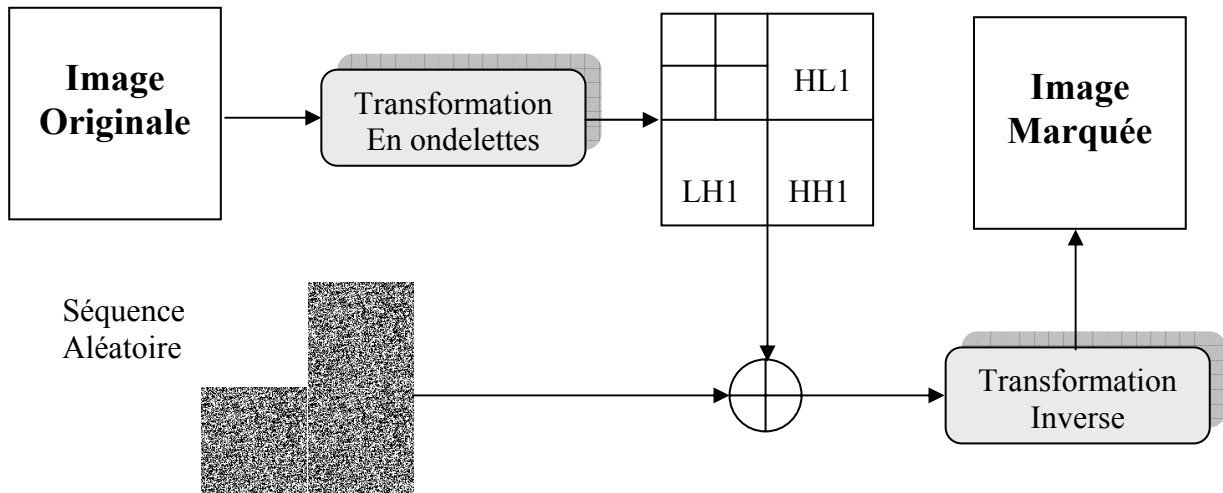 Image
Originale
Transformation
En ondelettes
HL1
LH1
HH1
Image
Marquée
Séquence
Aléatoire
Transformation
Inverse